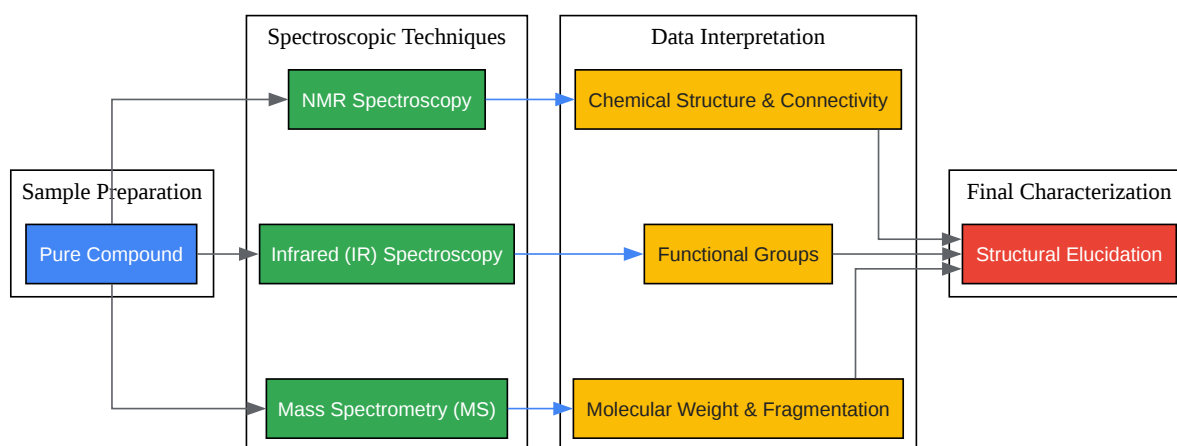 Spectroscopic Techniques
Data Interpretation
NMR Spectroscopy
Chemical Structure & Connectivity
Sample Preparation
Final Characterization
Pure Compound
Infrared (IR) Spectroscopy
Functional Groups
Structural Elucidation
Mass Spectrometry (MS)
Molecular Weight & Fragmentation